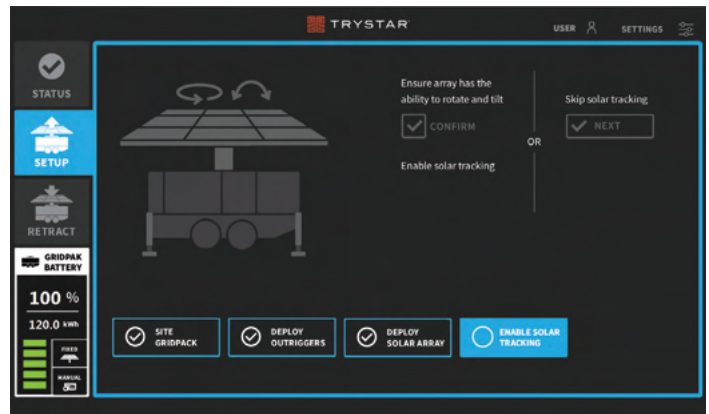 TRYSTAR
USER
SETTINGS
STATUS
SETUP
RETRACT
GRIDPAK
BATTERY
100 %
120.0 kWh
FIXED
MANUAL
Ensure array has the
ability to rotate and tilt
CONFIRM
Enable solar tracking
OR
Skip solar tracking
NEXT
SITE
GRIDPACK
DEPLOY
OUTRIGGERS
DEPLOY
SOLAR ARRAY
ENABLE SOLAR
TRACKING